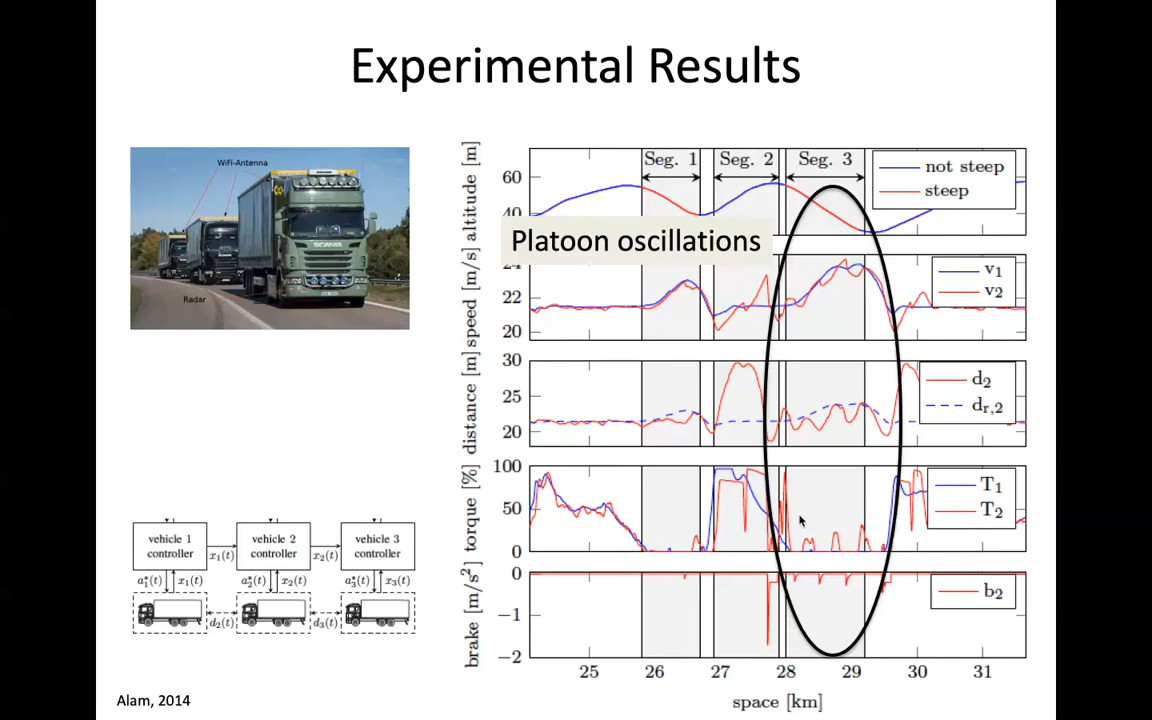 Experimental Results
WiFi-Antenna
SCANIA
Radar
vehicle 1
controller
vehicle 2
controller
vehicle 3
controller
x₁(t)
x₂(t)
a₁*(t)
x₁(t)
a₂*(t)
x₂(t)
a₃*(t)
x₃(t)
d₂(t)
d₃(t)
Alam, 2014
altitude [m]
60
40
Seg. 1
Seg. 2
Seg. 3
not steep
steep
Platoon oscillations
speed [m/s]
24
22
20
v₁
v₂
distance [m]
30
25
20
d₂
dᵣ,₂
torque [%]
100
50
0
T₁
T₂
brake [m/s²]
0
−1
−2
b₂
25 26 27 28 29 30 31
space [km]